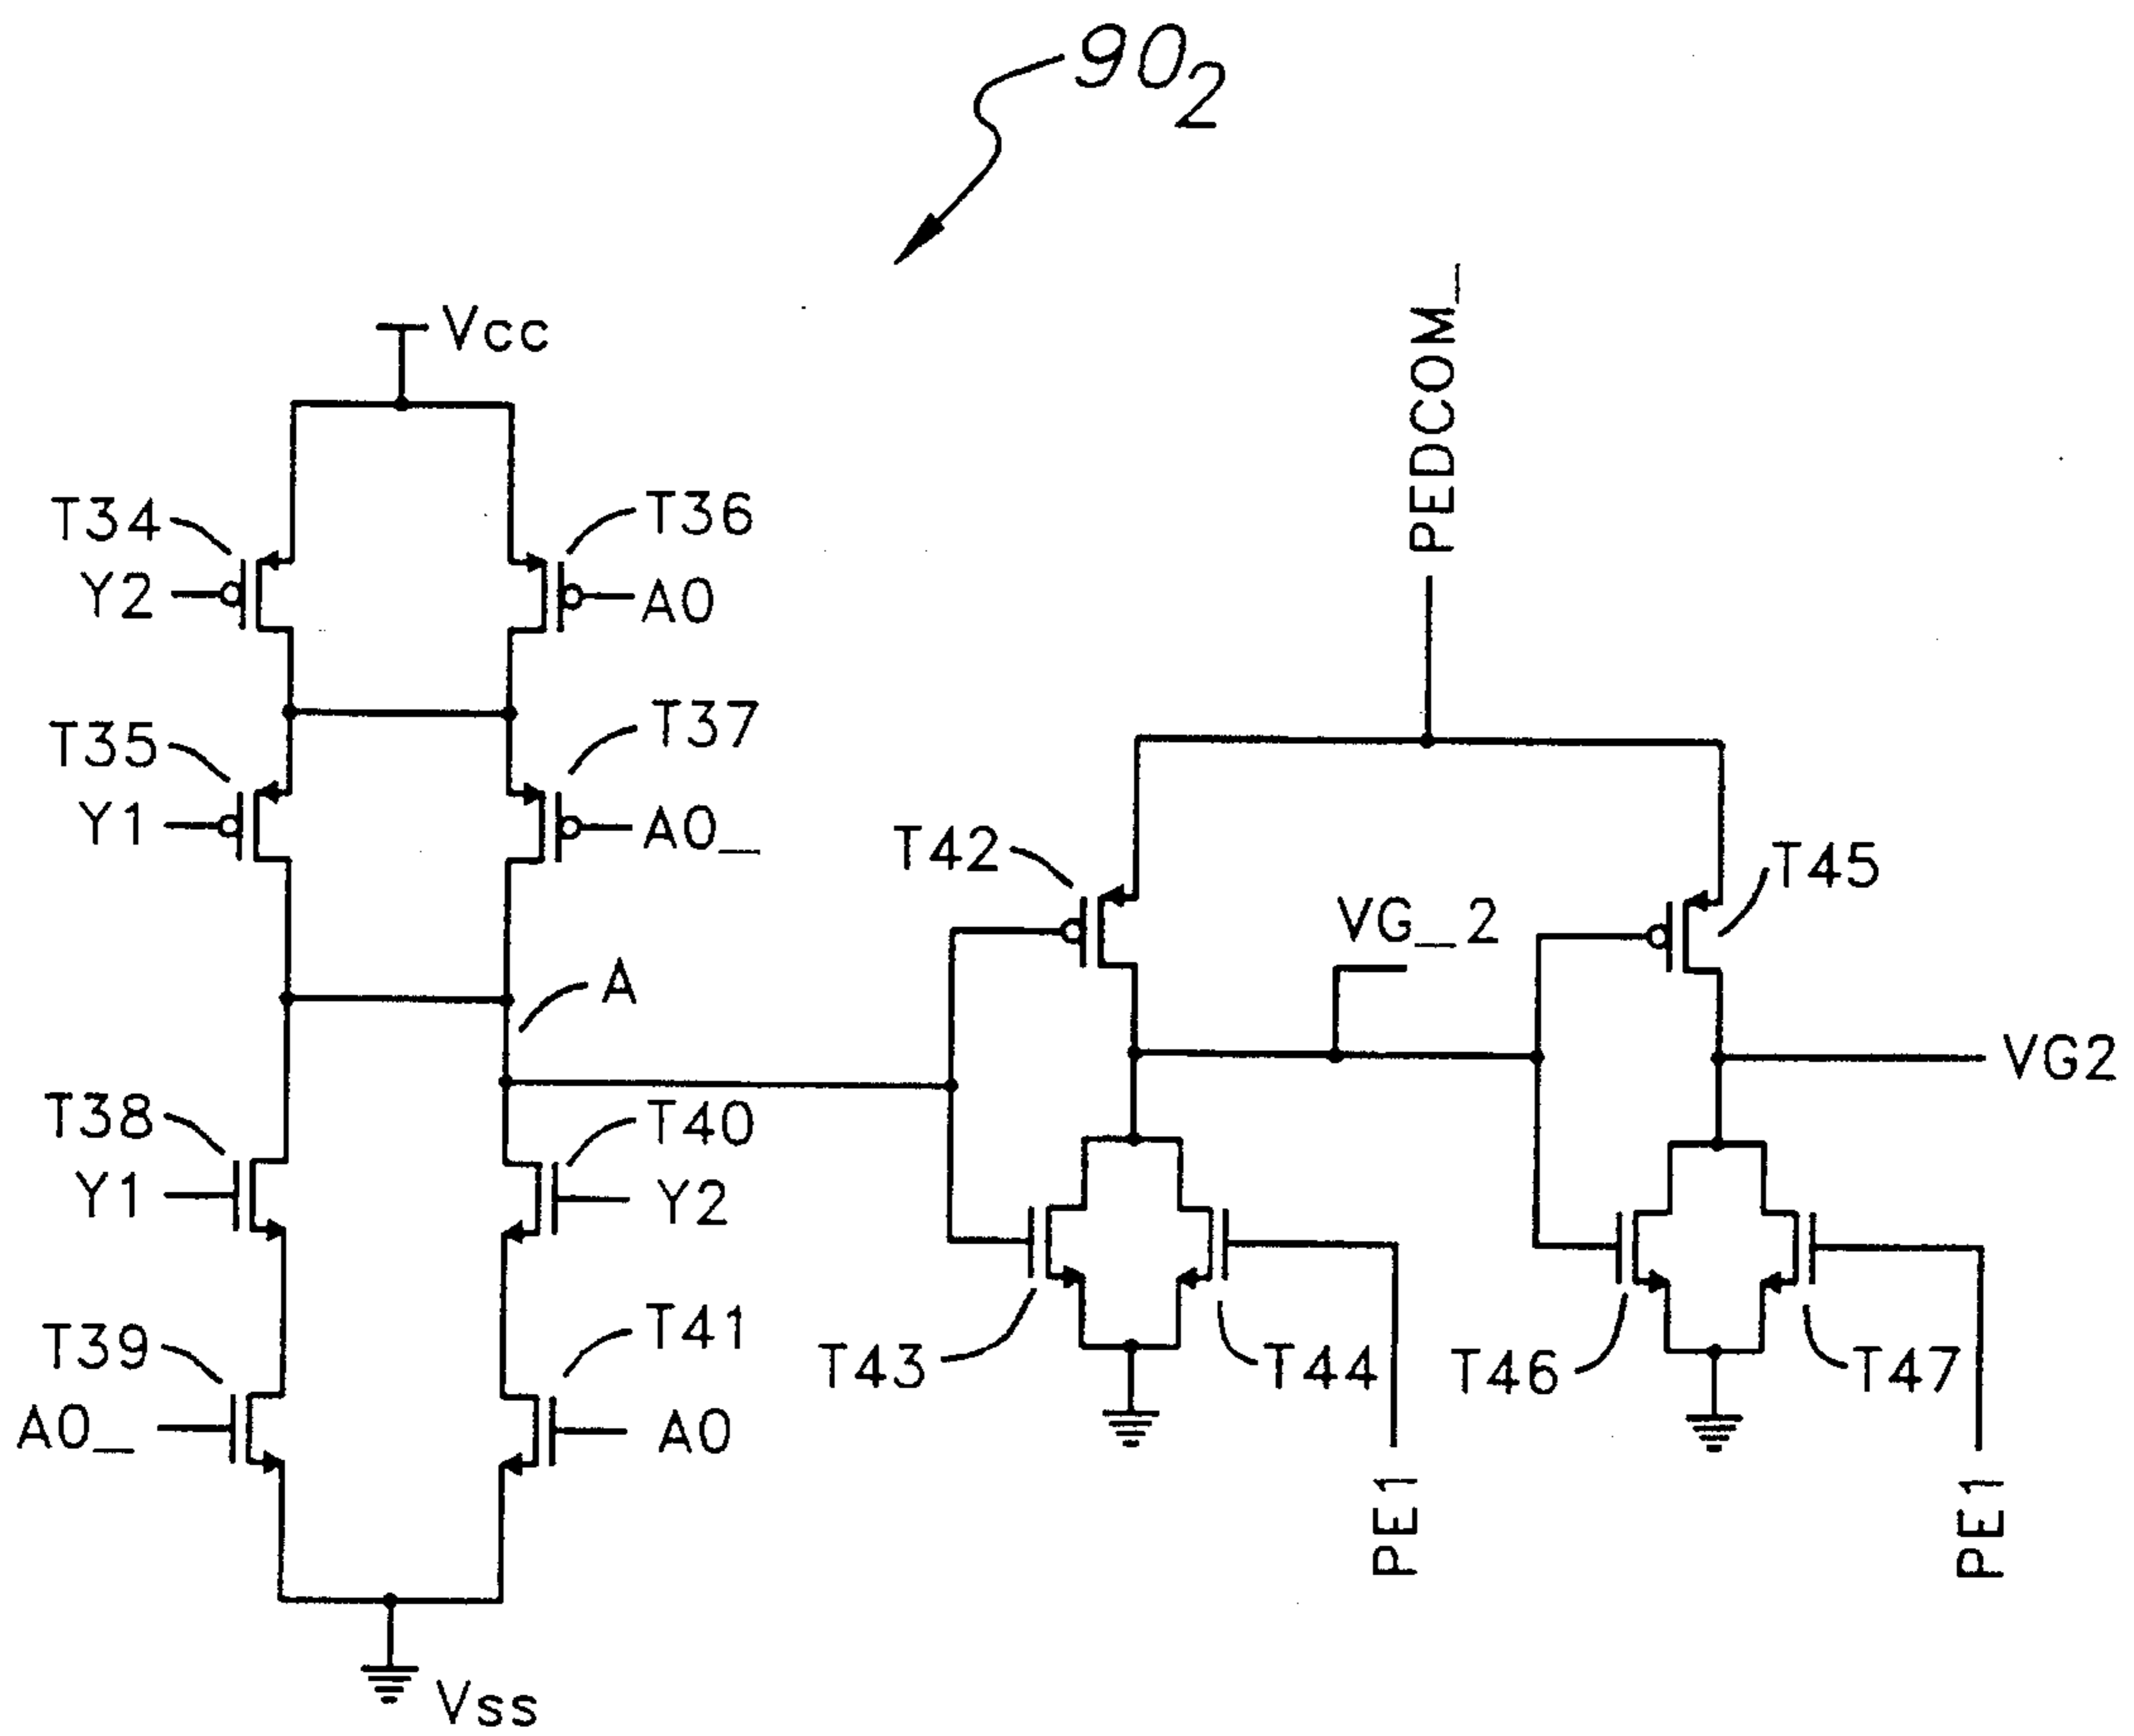 90₂
Vcc
PEDCOM_
T34
T36
Y2
A0
T35
T37
Y1
A0_
T42
T45
VG_2
A
VG2
T38
T40
Y1
Y2
T39
T41
A0_
A0
T43
T44
T46
T47
PE1
PE1
Vss